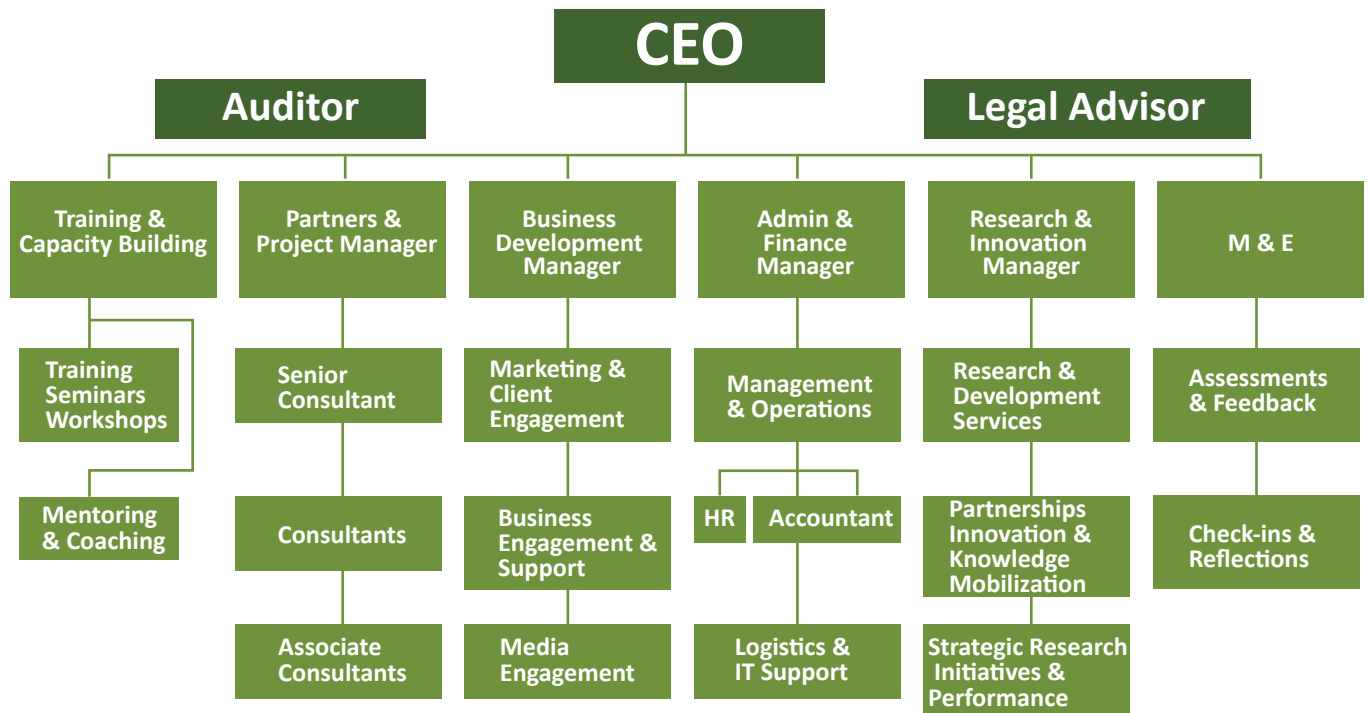 CEO
Auditor
Legal Advisor
Training &
Capacity Building
Partners &
Project Manager
Business
Development
Manager
Admin &
Finance
Manager
Research &
Innovation
Manager
M & E
Training
Seminars
Workshops
Senior
Consultant
Marketing &
Client
Engagement
Management
& Operations
Research &
Development
Services
Assessments
& Feedback
Mentoring
& Coaching
Consultants
Business
Engagement &
Support
HR
Accountant
Partnerships
Innovation &
Knowledge
Mobilization
Check-ins &
Reflections
Associate
Consultants
Media
Engagement
Logistics &
IT Support
Strategic Research
Initiatives &
Performance